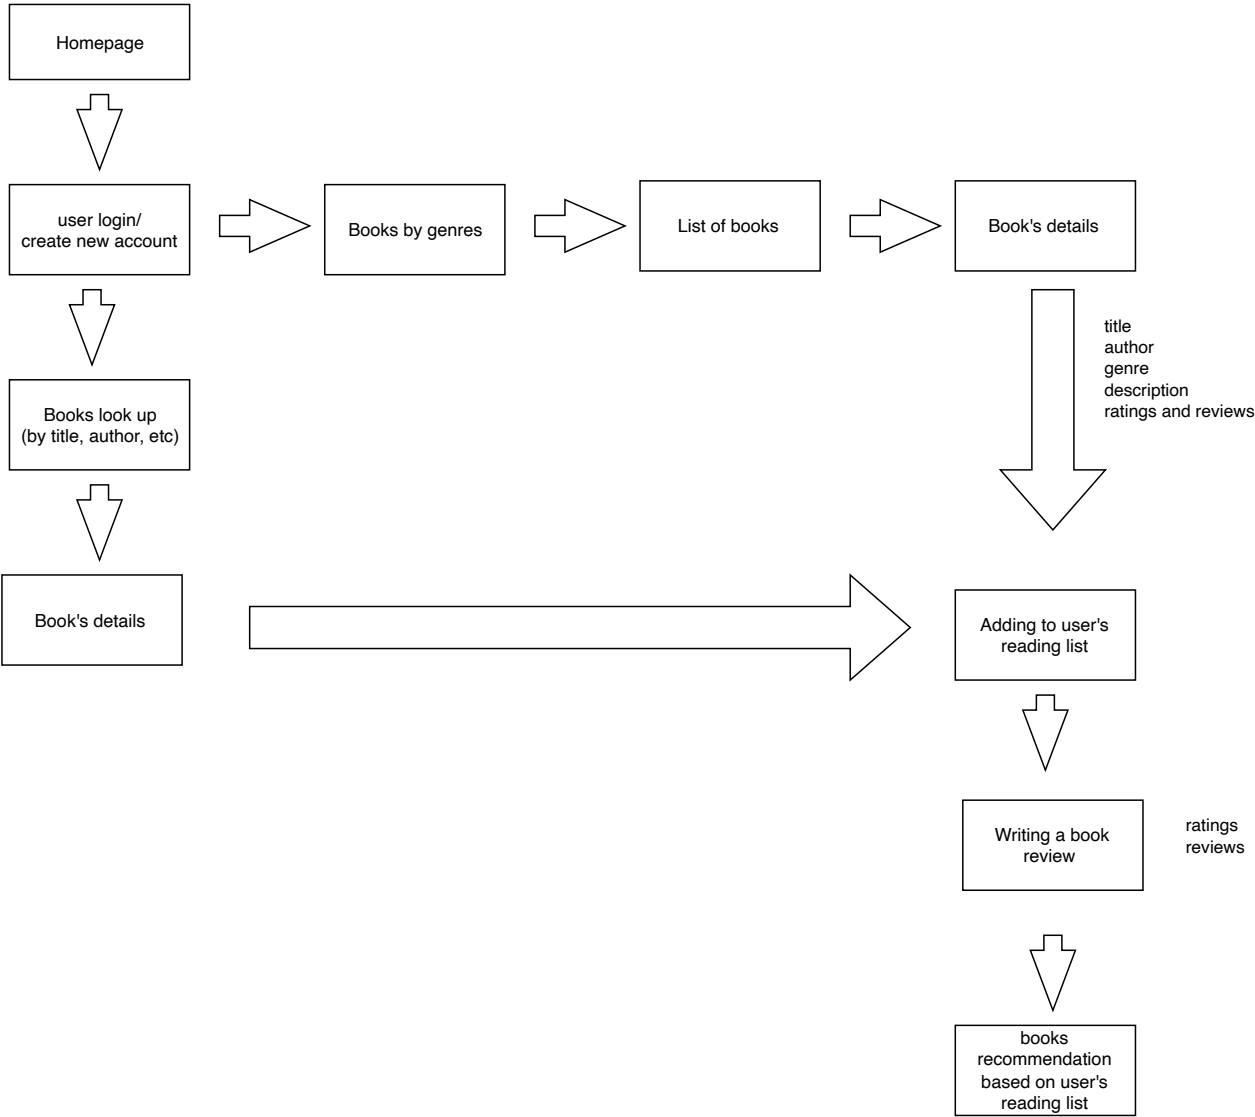 Homepage
user login/
create new account
Books by genres
List of books
Book's details
title
author
genre
description
ratings and reviews
Books look up
(by title, author, etc)
Book's details
Adding to user's
reading list
Writing a book
review
ratings
reviews
books
recommendation
based on user's
reading list